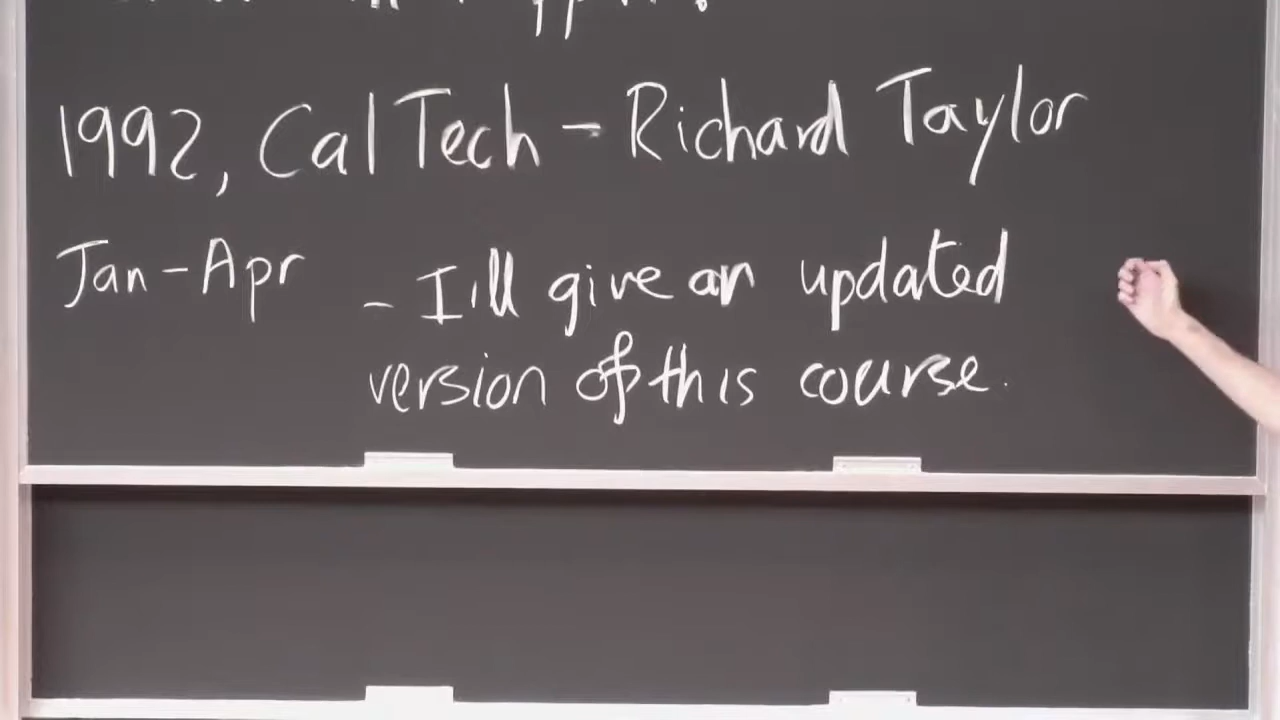 1992, CalTech - Richard Taylor
Jan-Apr - I'll give an updated
version of this course.